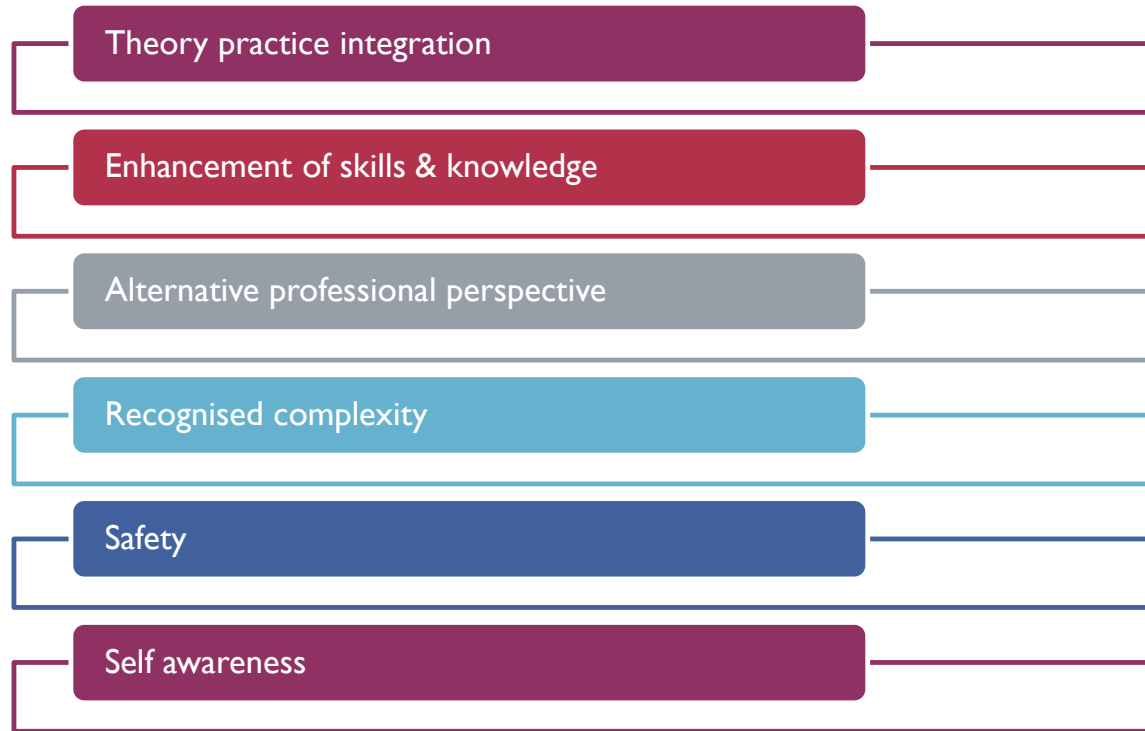 Theory practice integration
Enhancement of skills & knowledge
Alternative professional perspective
Recognised complexity
Safety
Self awareness